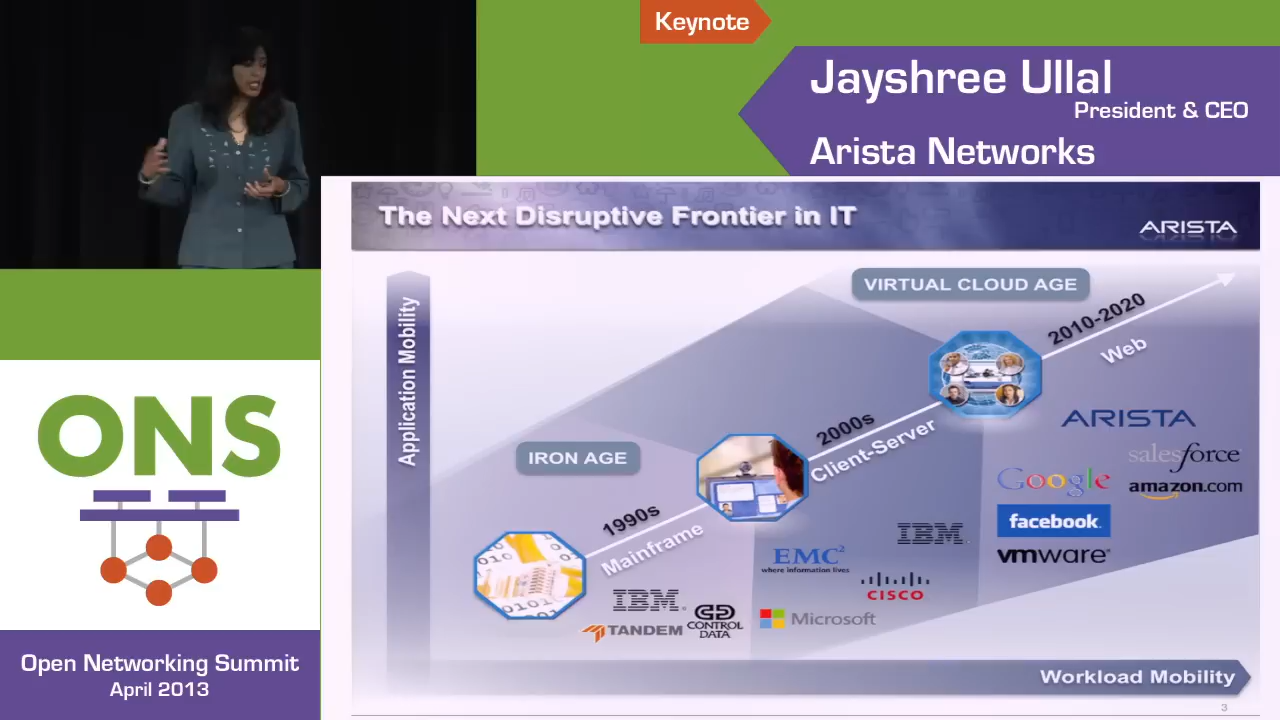 Keynote
Jayshree Ullal
President & CEO
Arista Networks
The Next Disruptive Frontier in IT
ARISTA
Application Mobility
VIRTUAL CLOUD AGE
2010-2020
Web
IRON AGE
2000s
Client-Server
1990s
Mainframe
ARISTA
salesforce
Google
amazon.com
facebook
vmware
IBM
EMC²
where information lives
CISCO
Microsoft
IBM
TANDEM
CONTROL
DATA
Workload Mobility
3
ONS
Open Networking Summit
April 2013